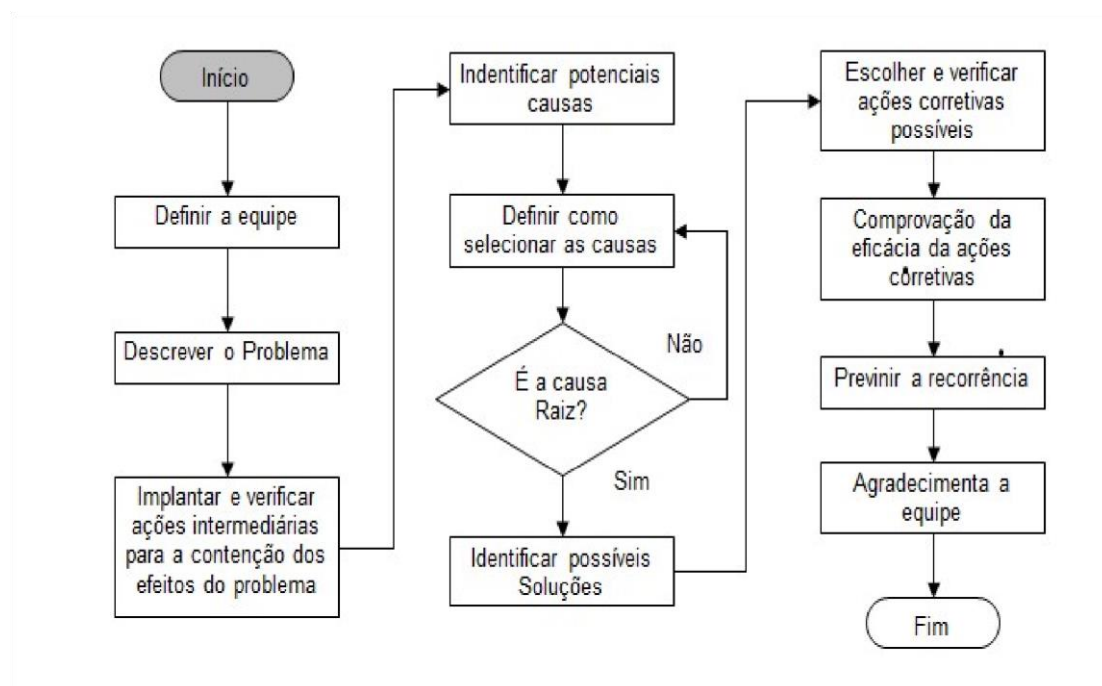 Início
Definir a equipe
Descrever o Problema
Implantar e verificar
ações intermediárias
para a contenção dos
efeitos do problema
Indentificar potenciais
causas
Definir como
selecionar as causas
É a causa
Raiz?
Não
Sim
Identificar possíveis
Soluções
Escolher e verificar
ações corretivas
possíveis
Comprovação da
eficácia da ações
corretivas
Previnir a recorrência
Agradecimenta a
equipe
Fim